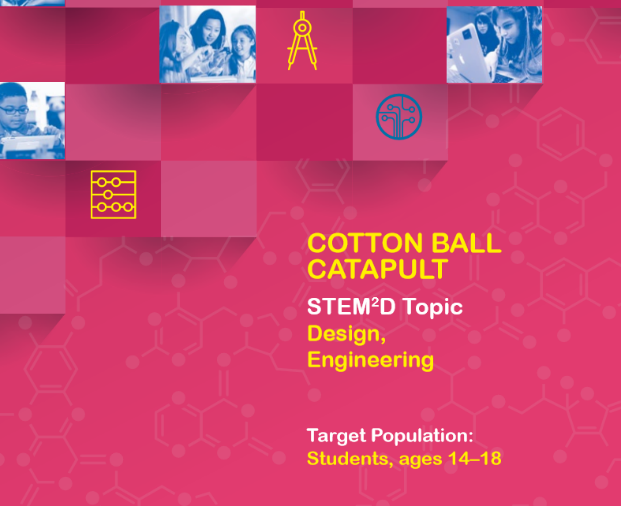 COTTON BALL
CATAPULT
STEM²D Topic
Design,
Engineering
Target Population:
Students, ages 14–18